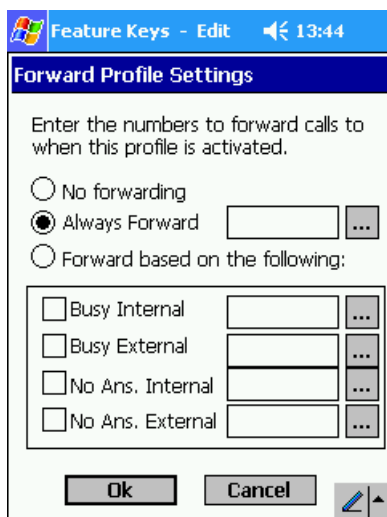 Feature Keys - Edit 13:44
Forward Profile Settings
Enter the numbers to forward calls to
when this profile is activated.
No forwarding
Always Forward ...
Forward based on the following:
Busy Internal ...
Busy External ...
No Ans. Internal ...
No Ans. External ...
Ok Cancel